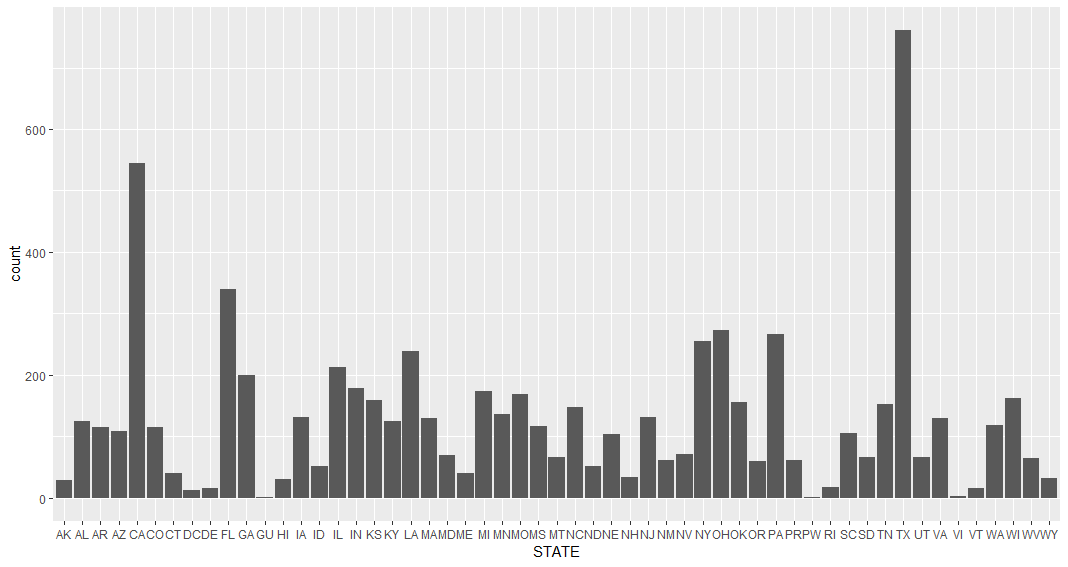 600
400
200
0
count
AK AL AR AZ CA CO CT DC DE FL GA GU HI IA ID IL IN KS KY LA MA MD ME MI MN MO MS MT NC ND NE NH NJ NM NV NY OH OK OR PA PR PW RI SC SD TN TX UT VA VI VT WA WI WV WY
STATE